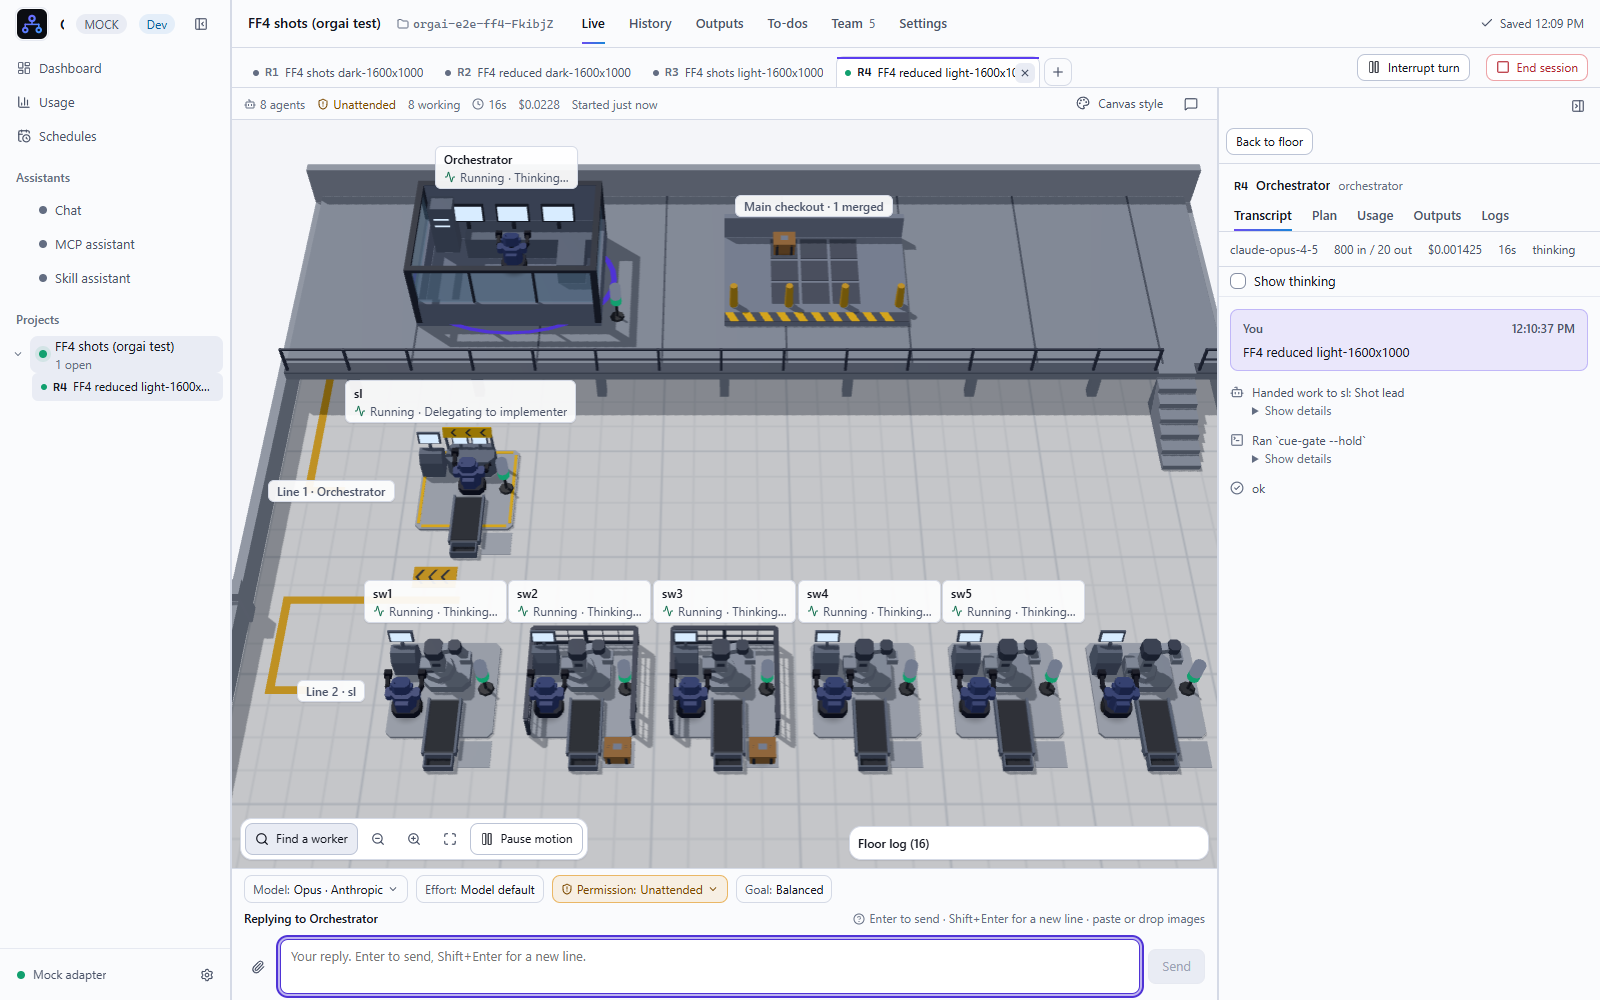 MOCK
Dev
Dashboard
Usage
Schedules
Assistants
Chat
MCP assistant
Skill assistant
Projects
FF4 shots (orgai test)
1 open
R4 FF4 reduced light-1600x...
Mock adapter
FF4 shots (orgai test)
orgai-e2e-ff4-FkibjZ
Live
History
Outputs
To-dos
Team 5
Settings
Saved 12:09 PM
R1 FF4 shots dark-1600x1000
R2 FF4 reduced dark-1600x1000
R3 FF4 shots light-1600x1000
R4 FF4 reduced light-1600x10
Interrupt turn
End session
8 agents
Unattended
8 working
16s
$0.0228
Started just now
Canvas style
Orchestrator
Running · Thinking...
Main checkout · 1 merged
sl
Running · Delegating to implementer
Line 1 · Orchestrator
sw1
Running · Thinking...
sw2
Running · Thinking...
sw3
Running · Thinking...
sw4
Running · Thinking...
sw5
Running · Thinking...
Line 2 · sl
Find a worker
Pause motion
Floor log (16)
Model: Opus · Anthropic
Effort: Model default
Permission: Unattended
Goal: Balanced
Replying to Orchestrator
Enter to send · Shift+Enter for a new line · paste or drop images
Your reply. Enter to send, Shift+Enter for a new line.
Send
Back to floor
R4 Orchestrator orchestrator
Transcript
Plan
Usage
Outputs
Logs
claude-opus-4-5
800 in / 20 out
$0.001425
16s
thinking
Show thinking
You
12:10:37 PM
FF4 reduced light-1600x1000
Handed work to sl: Shot lead
Show details
Ran `cue-gate --hold`
Show details
ok